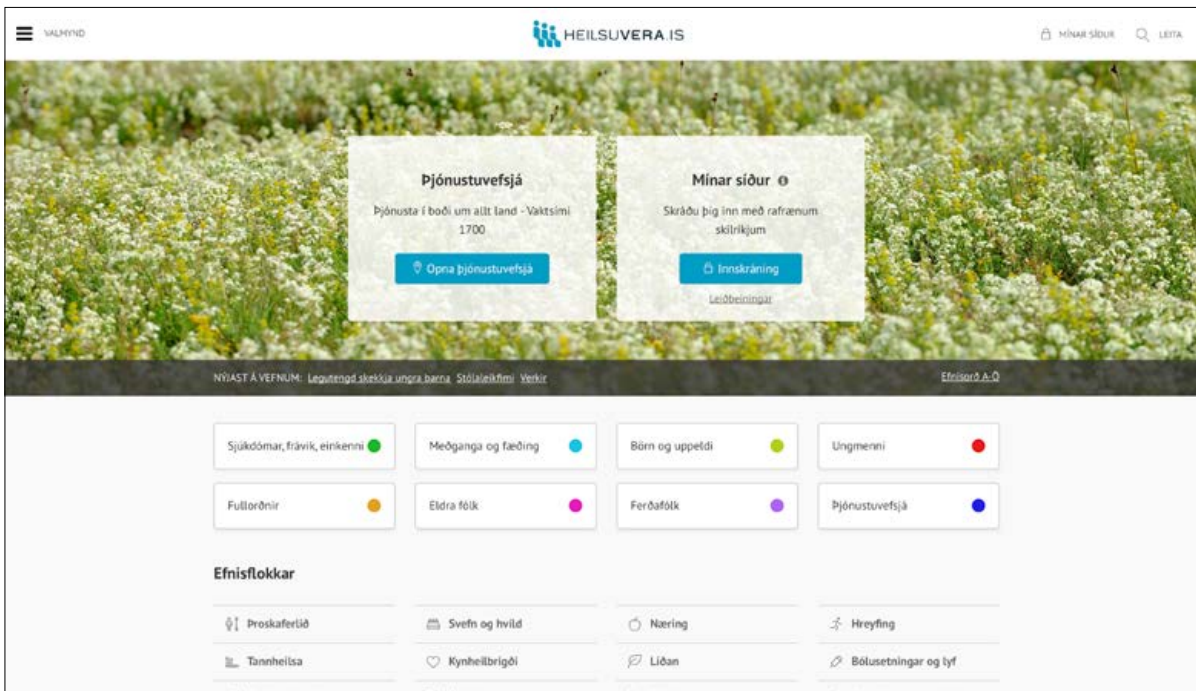 VALMYND
HEILSUVERA.IS
MÍNAR SÍÐUR
LEITA
Þjónustuvefsjá
Þjónusta í boði um allt land - Vaktsími
1700
Opna þjónustuvefsjá
Mínar síður
Skráðu þig inn með rafrænum
skilríkjum
Innskráning
Leiðbeiningar
NÝJAST Á VEFNUM: Legutengd skekkja ungra barna Stólaleikfimi Verkir
Efnisorð A-Ö
Sjúkdómar, frávik, einkenni
Meðganga og fæðing
Börn og uppeldi
Ungmenni
Fullorðnir
Eldra fólk
Ferðafólk
Þjónustuvefsjá
Efnisflokkar
Þroskaferlið
Svefn og hvíld
Næring
Hreyfing
Tannheilsa
Kynheilbrigði
Líðan
Bólusetningar og lyf